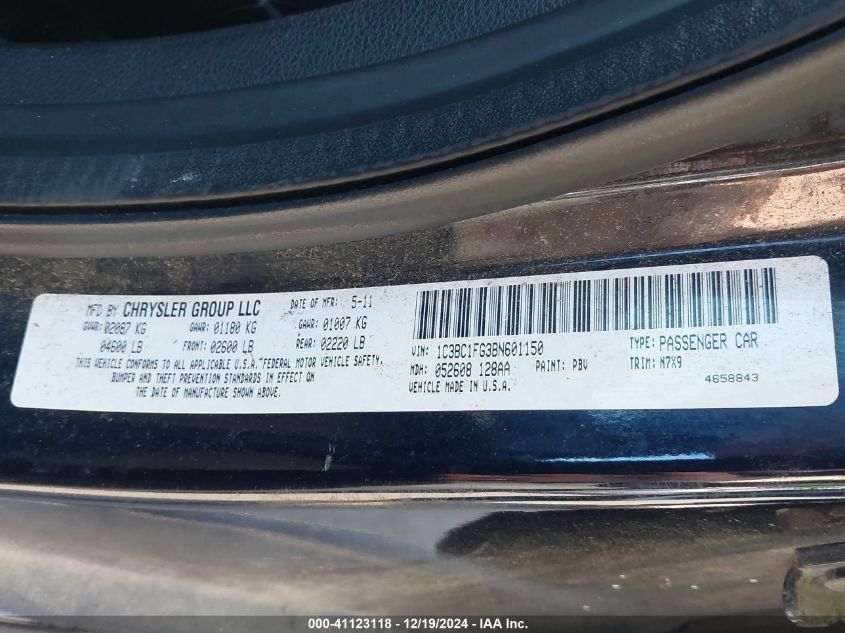 MFD BY CHRYSLER GROUP LLC DATE OF MFR: 5-11
GVWR: 02087 KG GAWR: 01180 KG GAWR: 01007 KG
04600 LB FRONT: 02600 LB REAR: 02220 LB
THIS VEHICLE CONFORMS TO ALL APPLICABLE U.S.A. FEDERAL MOTOR VEHICLE SAFETY,
BUMPER AND THEFT PREVENTION STANDARDS IN EFFECT ON
THE DATE OF MANUFACTURE SHOWN ABOVE.
VIN: 1C3BC1FG3BN601150 TYPE: PASSENGER CAR
MDH: 052608 128AA PAINT: PBV TRIM: N7X9
VEHICLE MADE IN U.S.A. 4658843
000-41123118 - 12/19/2024 - IAA Inc.